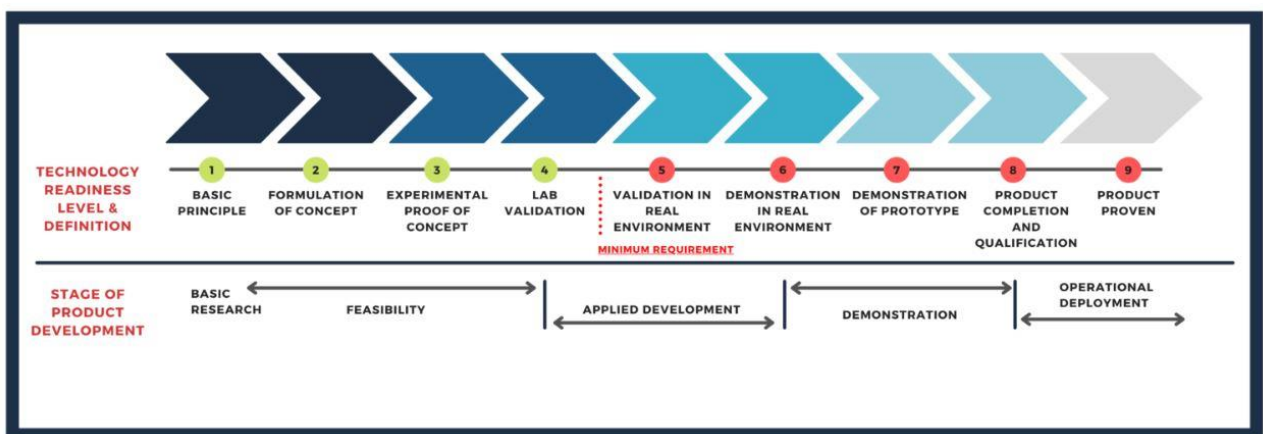 TECHNOLOGY
READINESS
LEVEL &
DEFINITION
1
BASIC
PRINCIPLE
2
FORMULATION
OF CONCEPT
3
EXPERIMENTAL
PROOF OF
CONCEPT
4
LAB
VALIDATION
5
VALIDATION IN
REAL
ENVIRONMENT
6
DEMONSTRATION
IN REAL
ENVIRONMENT
7
DEMONSTRATION
OF PROTOTYPE
8
PRODUCT
COMPLETION
AND
QUALIFICATION
9
PRODUCT
PROVEN
MINIMUM REQUIREMENT
STAGE OF
PRODUCT
DEVELOPMENT
BASIC
RESEARCH
FEASIBILITY
APPLIED DEVELOPMENT
DEMONSTRATION
OPERATIONAL
DEPLOYMENT